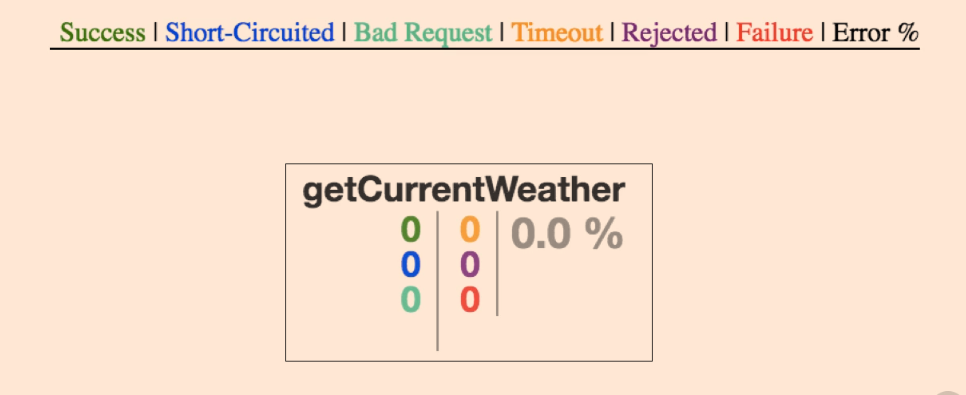 Success | Short-Circuited | Bad Request | Timeout | Rejected | Failure | Error %
getCurrentWeather
0 0 0.0 %
0 0
0 0